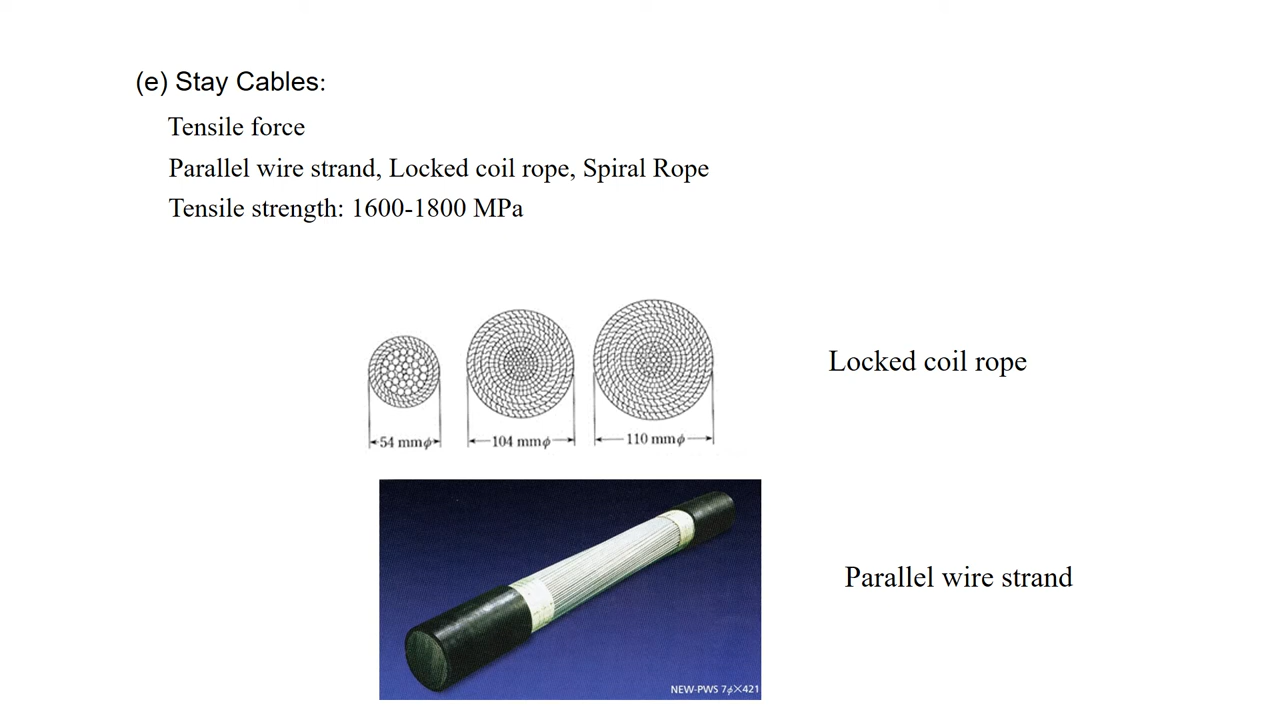 (e) Stay Cables:
Tensile force
Parallel wire strand, Locked coil rope, Spiral Rope
Tensile strength: 1600-1800 MPa
54 mmϕ
104 mmϕ
110 mmϕ
Locked coil rope
Parallel wire strand
NEW-PWS 7ϕ×421